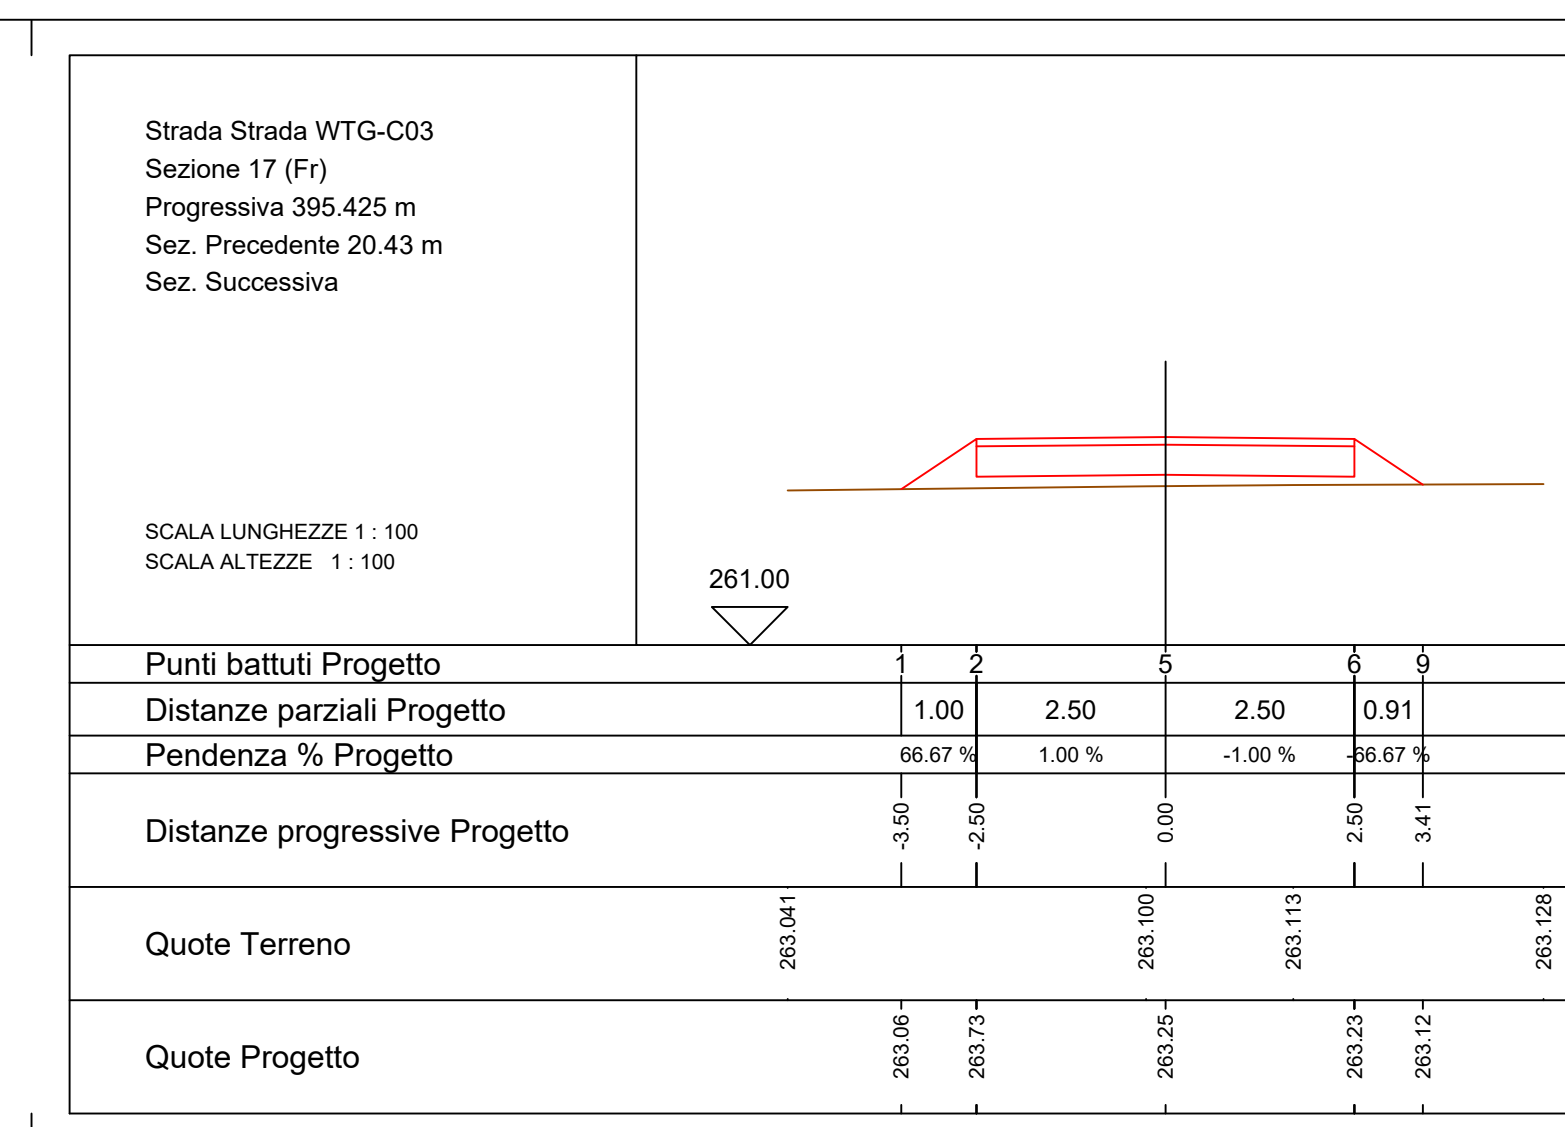 Strada Strada WTG-C03
Sezione 17 (Fr)
Progressiva 395.425 m
Sez. Precedente 20.43 m
Sez. Successiva
SCALA LUNGHEZZE 1 : 100
SCALA ALTEZZE 1 : 100
261.00
Punti battuti Progetto 1 2 5 6 9
Distanze parziali Progetto 1.00 2.50 2.50 0.91
Pendenza % Progetto 66.67 % 1.00 % -1.00 % -66.67 %
Distanze progressive Progetto -3.50 -2.50 0.00 2.50 3.41
Quote Terreno 263.041 263.100 263.113 263.128
Quote Progetto 263.06 263.73 263.25 263.23 263.12